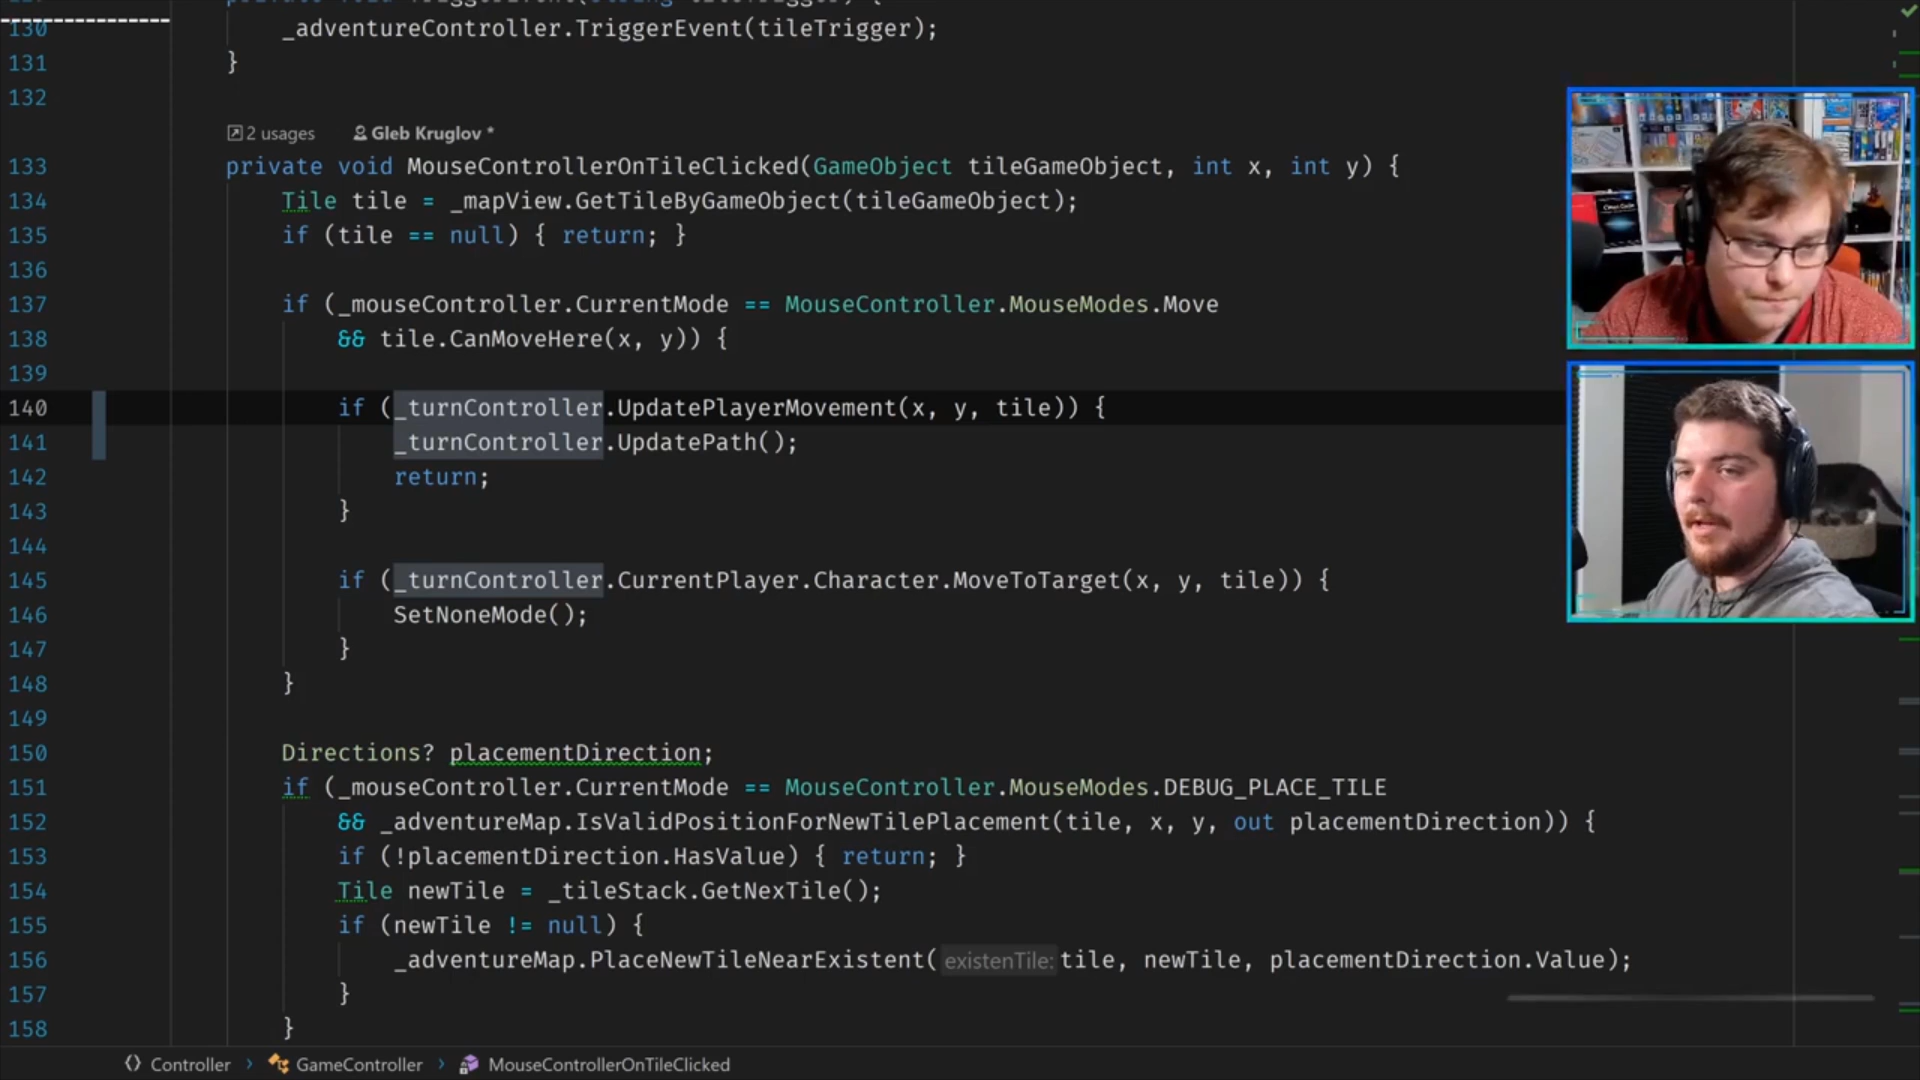 130 _adventureController.TriggerEvent(tileTrigger);
131 }
132
2 usages Gleb Kruglov *
133 private void MouseControllerOnTileClicked(GameObject tileGameObject, int x, int y) {
134 Tile tile = _mapView.GetTileByGameObject(tileGameObject);
135 if (tile == null) { return; }
136
137 if (_mouseController.CurrentMode == MouseController.MouseModes.Move
138 && tile.CanMoveHere(x, y)) {
139
140 if (_turnController.UpdatePlayerMovement(x, y, tile)) {
141 _turnController.UpdatePath();
142 return;
143 }
144
145 if (_turnController.CurrentPlayer.Character.MoveToTarget(x, y, tile)) {
146 SetNoneMode();
147 }
148 }
149
150 Directions? placementDirection;
151 if (_mouseController.CurrentMode == MouseController.MouseModes.DEBUG_PLACE_TILE
152 && _adventureMap.IsValidPositionForNewTilePlacement(tile, x, y, out placementDirection)) {
153 if (!placementDirection.HasValue) { return; }
154 Tile newTile = _tileStack.GetNexTile();
155 if (newTile != null) {
156 _adventureMap.PlaceNewTileNearExistent(existenTile: tile, newTile, placementDirection.Value);
157 }
158 }
Controller › GameController › MouseControllerOnTileClicked